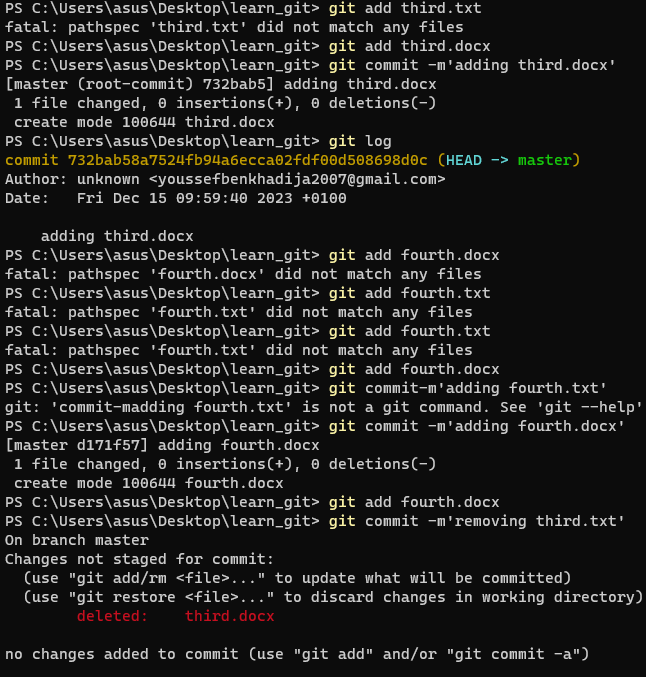 PS C:\Users\asus\Desktop\learn_git> git add third.txt
fatal: pathspec 'third.txt' did not match any files
PS C:\Users\asus\Desktop\learn_git> git add third.docx
PS C:\Users\asus\Desktop\learn_git> git commit -m'adding third.docx'
[master (root-commit) 732bab5] adding third.docx
 1 file changed, 0 insertions(+), 0 deletions(-)
 create mode 100644 third.docx
PS C:\Users\asus\Desktop\learn_git> git log
commit 732bab58a7524fb94a6ecca02fdf00d508698d0c (HEAD -> master)
Author: unknown <youssefbenkhadija2007@gmail.com>
Date:   Fri Dec 15 09:59:40 2023 +0100

    adding third.docx
PS C:\Users\asus\Desktop\learn_git> git add fourth.docx
fatal: pathspec 'fourth.docx' did not match any files
PS C:\Users\asus\Desktop\learn_git> git add fourth.txt
fatal: pathspec 'fourth.txt' did not match any files
PS C:\Users\asus\Desktop\learn_git> git add fourth.txt
fatal: pathspec 'fourth.txt' did not match any files
PS C:\Users\asus\Desktop\learn_git> git add fourth.docx
PS C:\Users\asus\Desktop\learn_git> git commit-m'adding fourth.txt'
git: 'commit-madding fourth.txt' is not a git command. See 'git --help'
PS C:\Users\asus\Desktop\learn_git> git commit -m'adding fourth.docx'
[master d171f57] adding fourth.docx
 1 file changed, 0 insertions(+), 0 deletions(-)
 create mode 100644 fourth.docx
PS C:\Users\asus\Desktop\learn_git> git add fourth.docx
PS C:\Users\asus\Desktop\learn_git> git commit -m'removing third.txt'
On branch master
Changes not staged for commit:
  (use "git add/rm <file>..." to update what will be committed)
  (use "git restore <file>..." to discard changes in working directory)
        deleted:    third.docx

no changes added to commit (use "git add" and/or "git commit -a")